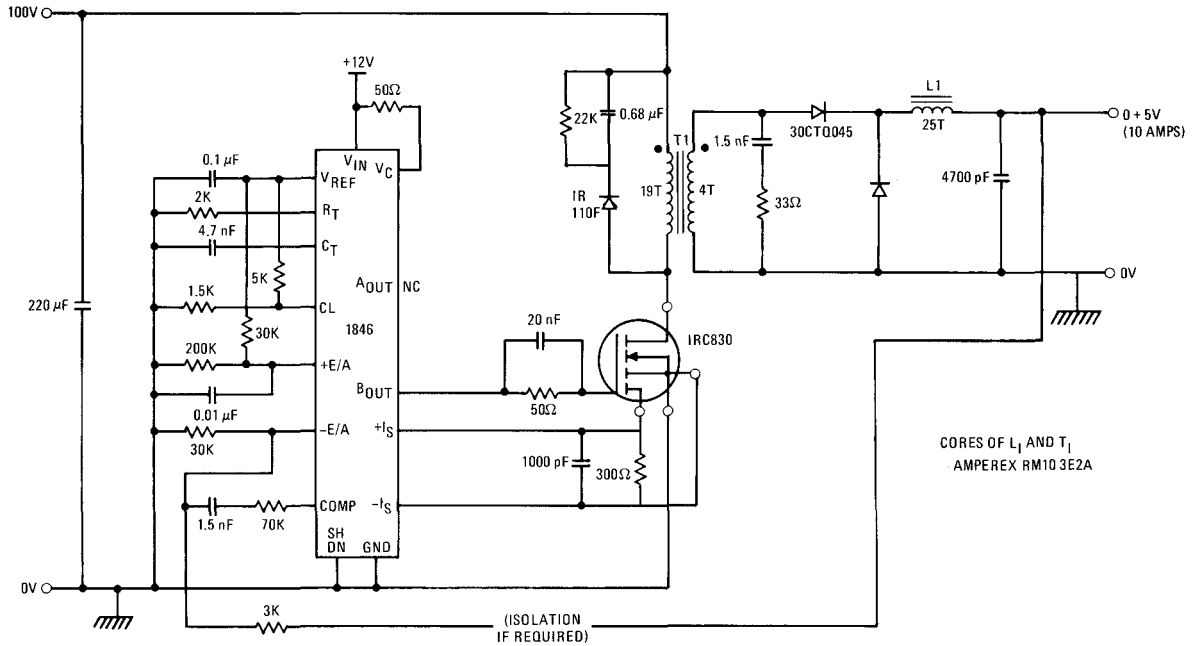 100V
+12V
50Ω
0.1 µF
2K
4.7 nF
5K
1.5K
30K
200K
0.01 µF
30K
1.5 nF
70K
220 µF
VIN
VC
VREF
RT
CT
AOUT
NC
CL
1846
+E/A
BOUT
-E/A
+IS
COMP
-IS
SH
DN
GND
22K
0.68 µF
IR
110F
T1
19T
4T
1.5 nF
33Ω
30CTQ045
L1
25T
4700 pF
0 + 5V
(10 AMPS)
0V
20 nF
50Ω
IRC830
1000 pF
300Ω
CORES OF LI AND TI
AMPEREX RM10 3E2A
0V
3K
(ISOLATION
IF REQUIRED)